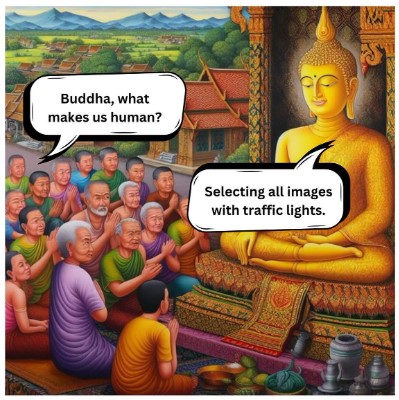 Buddha, what
makes us human?
Selecting all images
with traffic lights.